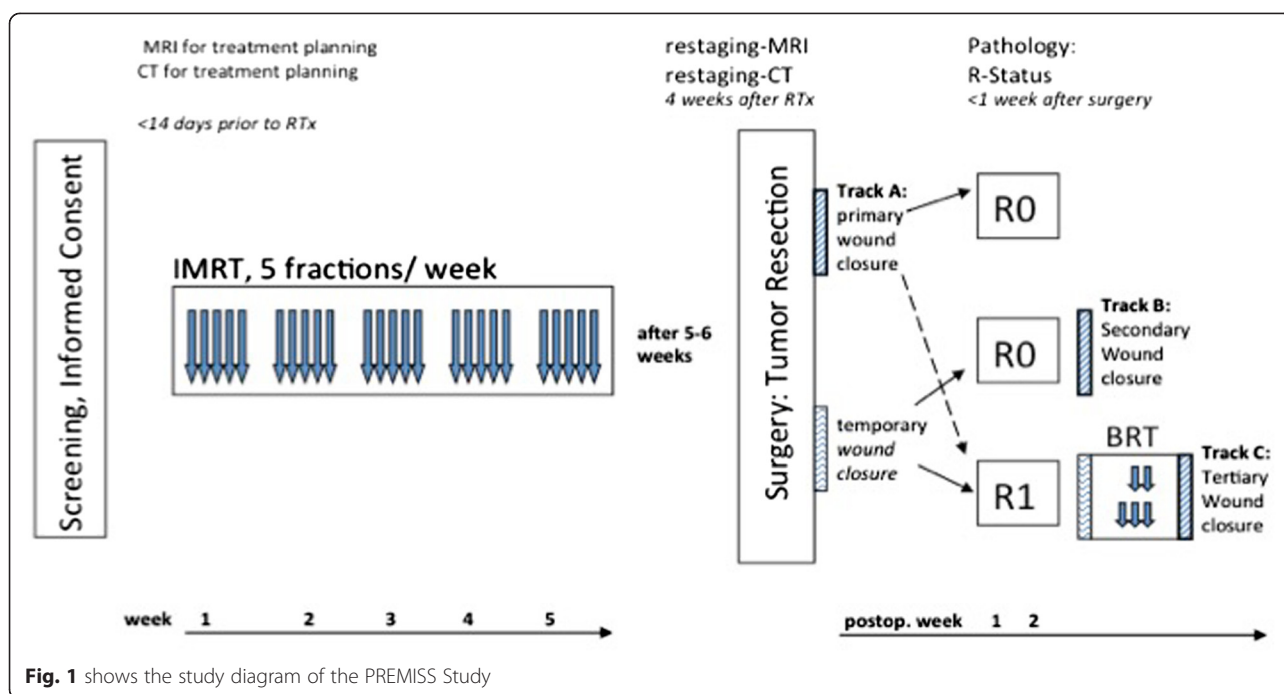 MRI for treatment planning
CT for treatment planning
<14 days prior to RTx
restaging-MRI
restaging-CT
4 weeks after RTx
Pathology:
R-Status
<1 week after surgery
Screening, Informed Consent
IMRT, 5 fractions/ week
after 5-6
weeks
Surgery: Tumor Resection
Track A:
primary
wound
closure
temporary
wound
closure
R0
R0
Track B:
Secondary
Wound
closure
R1
BRT
Track C:
Tertiary
Wound
closure
week 1 2 3 4 5
postop. week 1 2
Fig. 1 shows the study diagram of the PREMISS Study